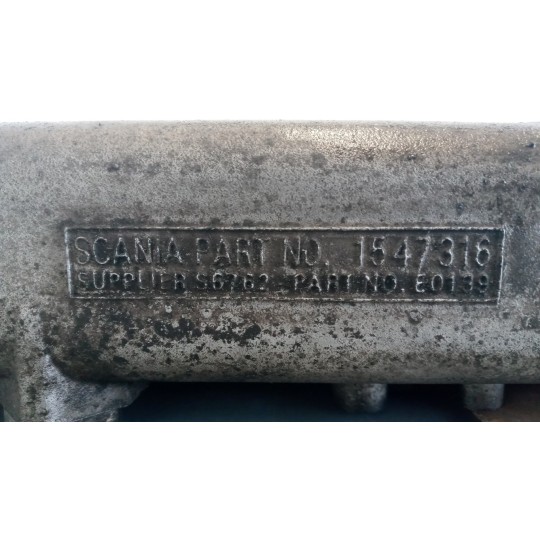 SCANIA PART NO. 1547316
SUPPLIER S6762 - PART NO. E0139